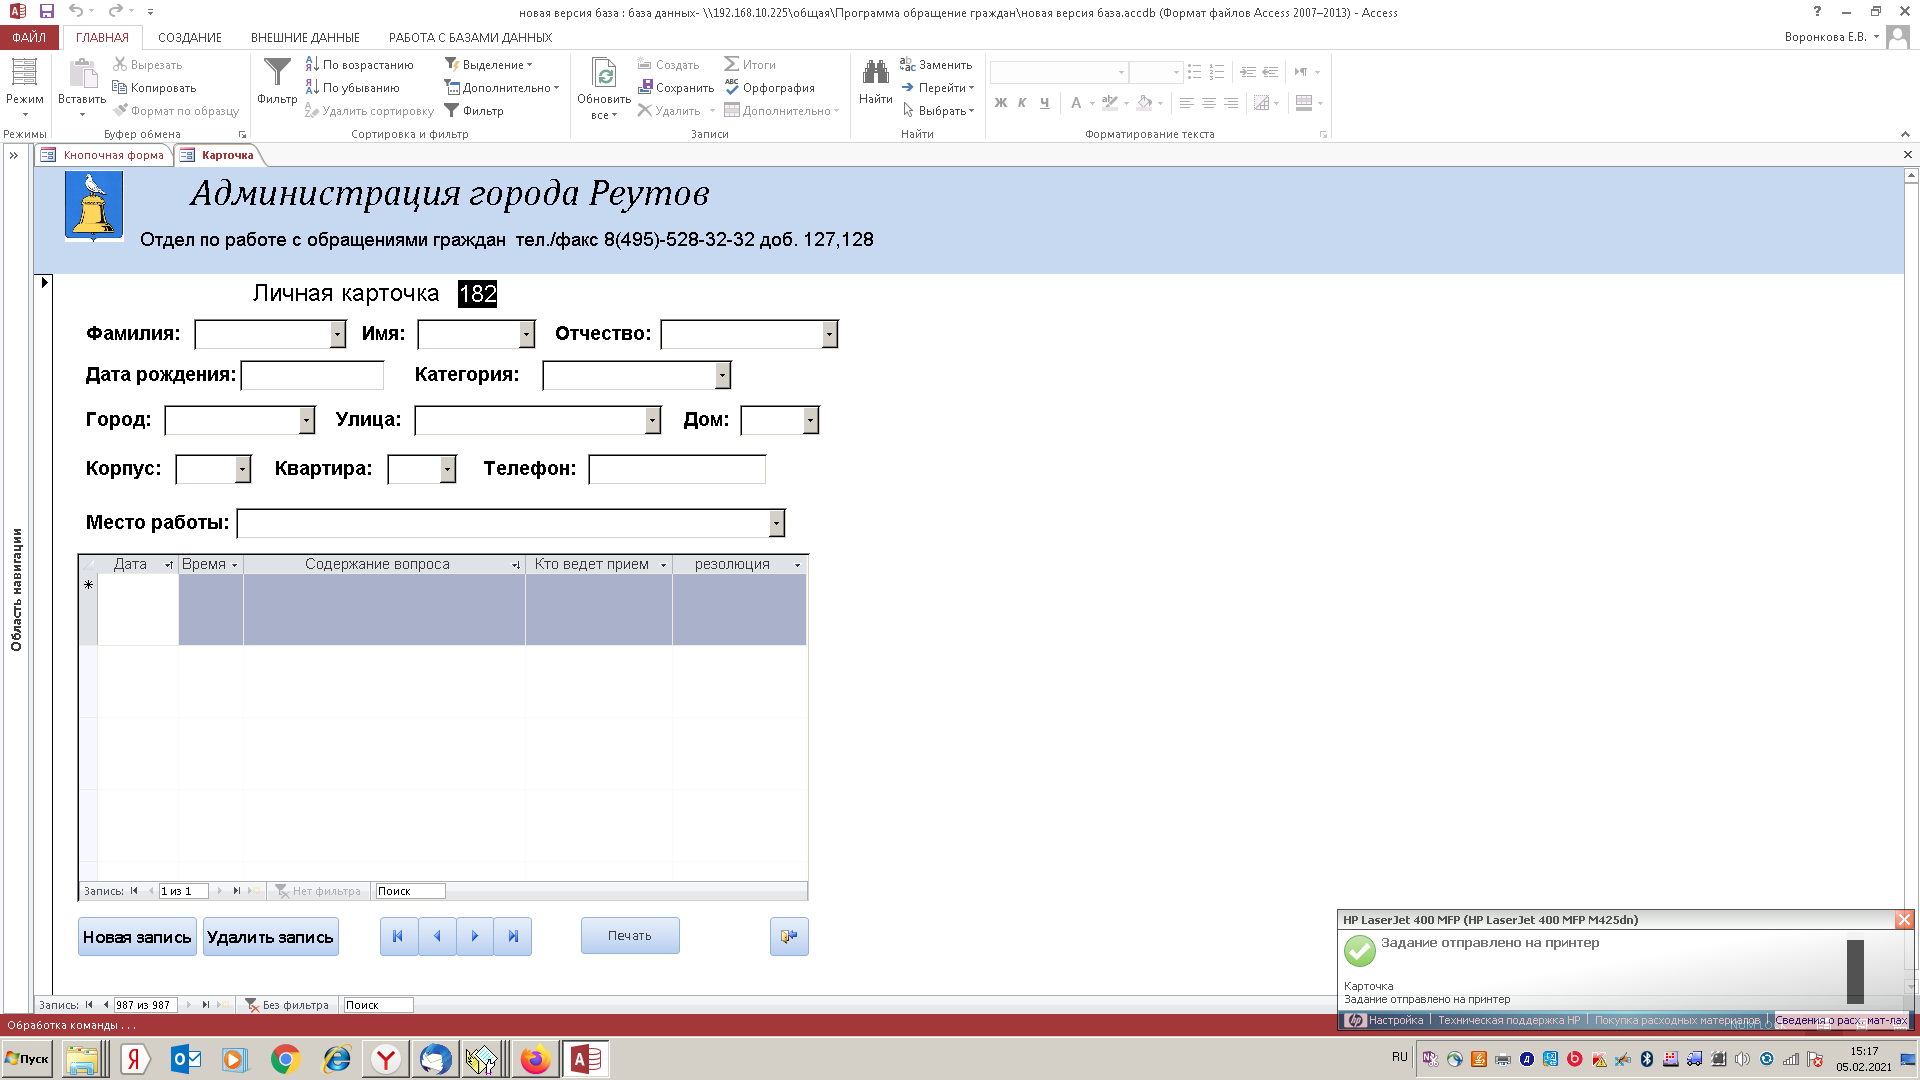 новая версия база : база данных- \\192.168.10.225\общая\Программа обращение граждан\новая версия база.accdb (Формат файлов Access 2007–2013) - Access
ФАЙЛ ГЛАВНАЯ СОЗДАНИЕ ВНЕШНИЕ ДАННЫЕ РАБОТА С БАЗАМИ ДАННЫХ Воронкова Е.В.
Режим
Режимы
Вставить
Вырезать
Копировать
Формат по образцу
Буфер обмена
Фильтр
По возрастанию
По убыванию
Удалить сортировку
Выделение
Дополнительно
Фильтр
Сортировка и фильтр
Обновить
все
Создать
Сохранить
Удалить
Итоги
Орфография
Дополнительно
Записи
Найти
Заменить
Перейти
Выбрать
Найти
Ж К Ч А
Форматирование текста
Кнопочная форма Карточка
Область навигации
Администрация города Реутов
Отдел по работе с обращениями граждан тел./факс 8(495)-528-32-32 доб. 127,128
Личная карточка 182
Фамилия: Имя: Отчество:
Дата рождения: Категория:
Город: Улица: Дом:
Корпус: Квартира: Телефон:
Место работы:
Дата Время Содержание вопроса Кто ведет прием резолюция
Запись: 1 из 1 Нет фильтра Поиск
Новая запись Удалить запись Печать
Запись: 987 из 987 Без фильтра Поиск
Обработка команды . . .
HP LaserJet 400 MFP (HP LaserJet 400 MFP M425dn)
Задание отправлено на принтер
Карточка
Задание отправлено на принтер
Настройка Техническая поддержка HP Покупка расходных материалов Сведения о расх. мат-лах
Пуск
RU
15:17
05.02.2021